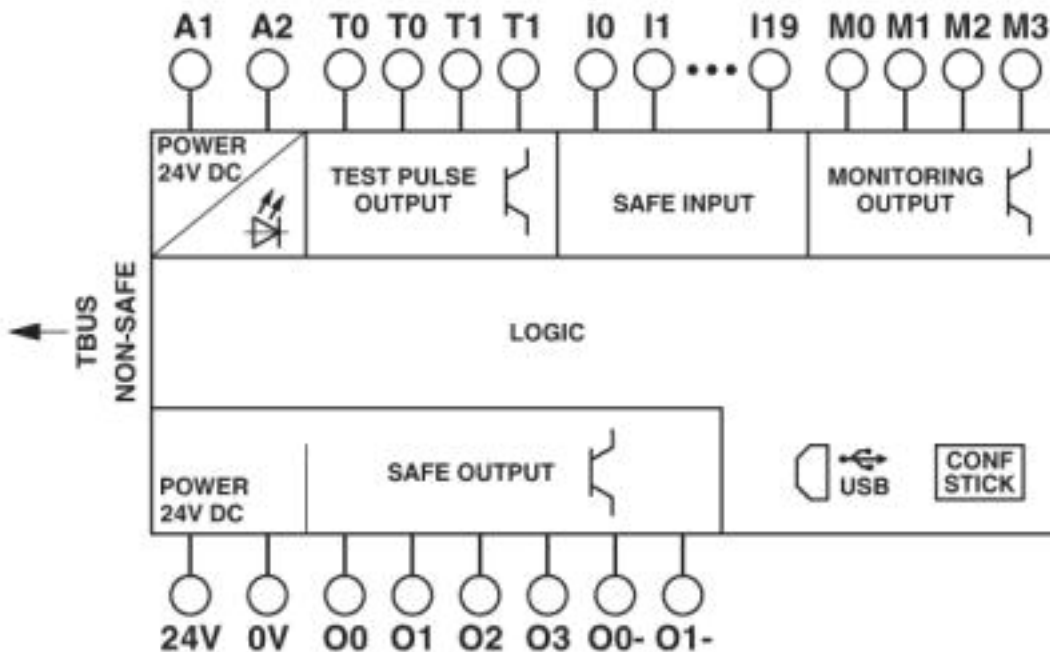 A1 A2 T0 T0 T1 T1 I0 I1 ••• I19 M0 M1 M2 M3
POWER
24V DC
TEST PULSE
OUTPUT
SAFE INPUT
MONITORING
OUTPUT
TBUS
NON-SAFE
LOGIC
POWER
24V DC
SAFE OUTPUT
USB
CONF
STICK
24V 0V O0 O1 O2 O3 O0- O1-